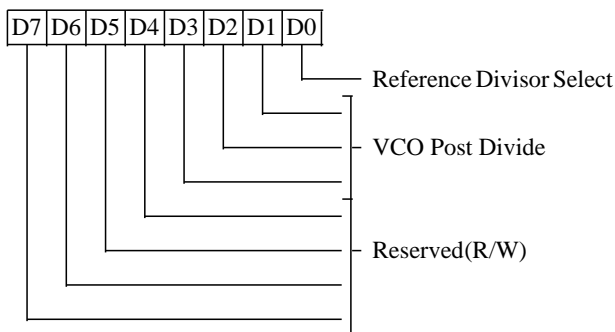 D7 D6 D5 D4 D3 D2 D1 D0
Reference Divisor Select
VCO Post Divide
Reserved (R/W)